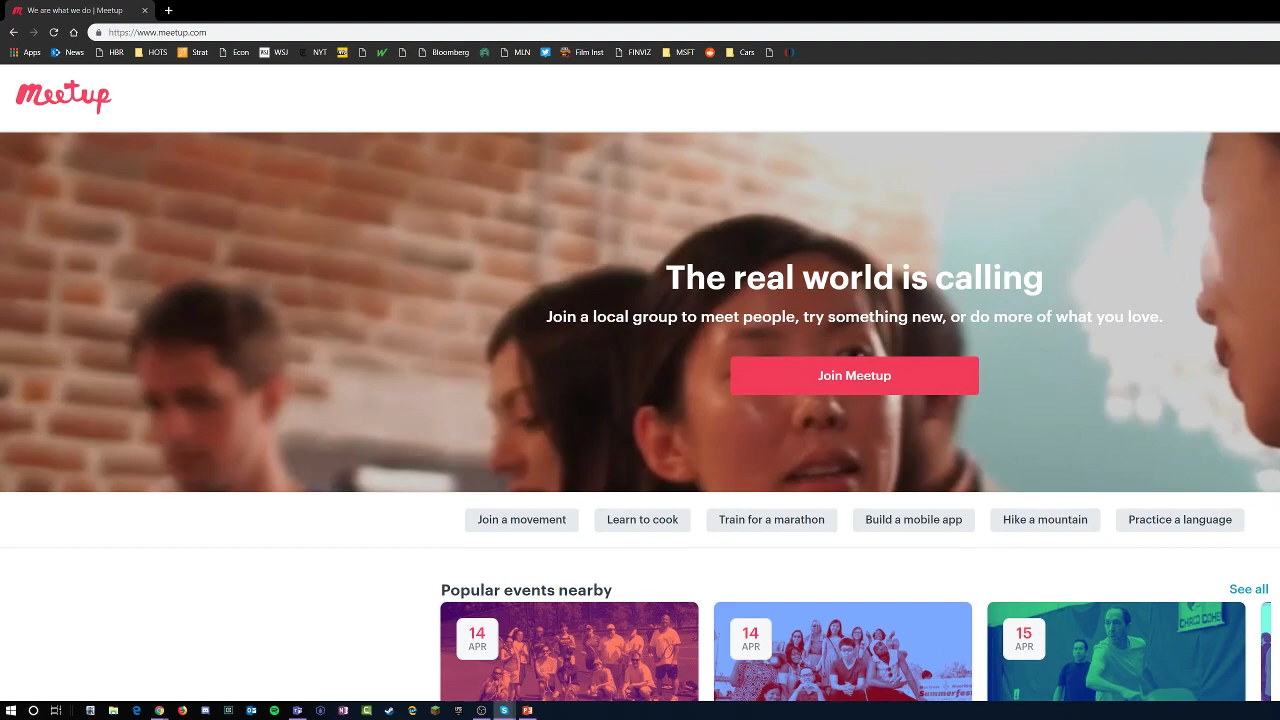 We are what we do | Meetup
https://www.meetup.com
Apps News HBR HOTS Strat Econ WSJ NYT Bloomberg MLN Film Inst FINVIZ MSFT Cars
meetup
The real world is calling
Join a local group to meet people, try something new, or do more of what you love.
Join Meetup
Join a movement Learn to cook Train for a marathon Build a mobile app Hike a mountain Practice a language
Popular events nearby See all
14 14 15
APR APR APR
Summerfest